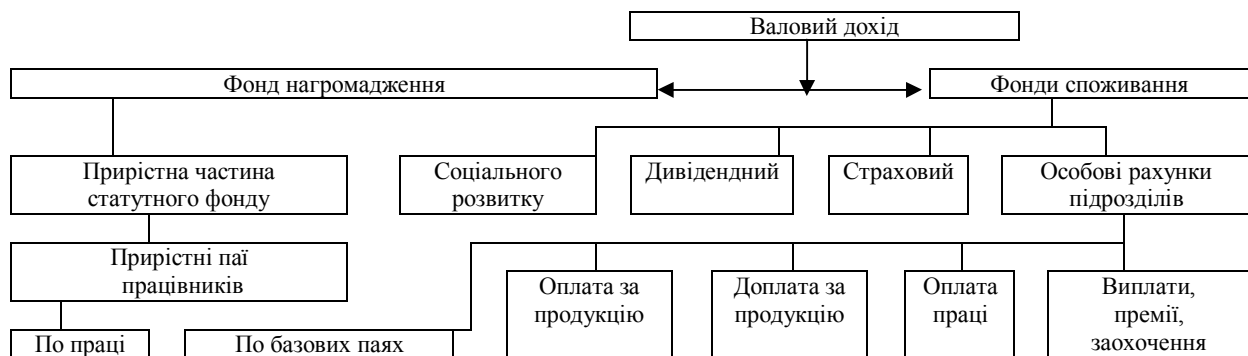 Валовий дохід
Фонд нагромадження
Фонди споживання
Прирістна частина
статутного фонду
Соціального
розвитку
Дивідендний
Страховий
Особові рахунки
підрозділів
Прирістні паї
працівників
Оплата за
продукцію
Доплата за
продукцію
Оплата
праці
Виплати,
премії,
заохочення
По праці
По базових паях